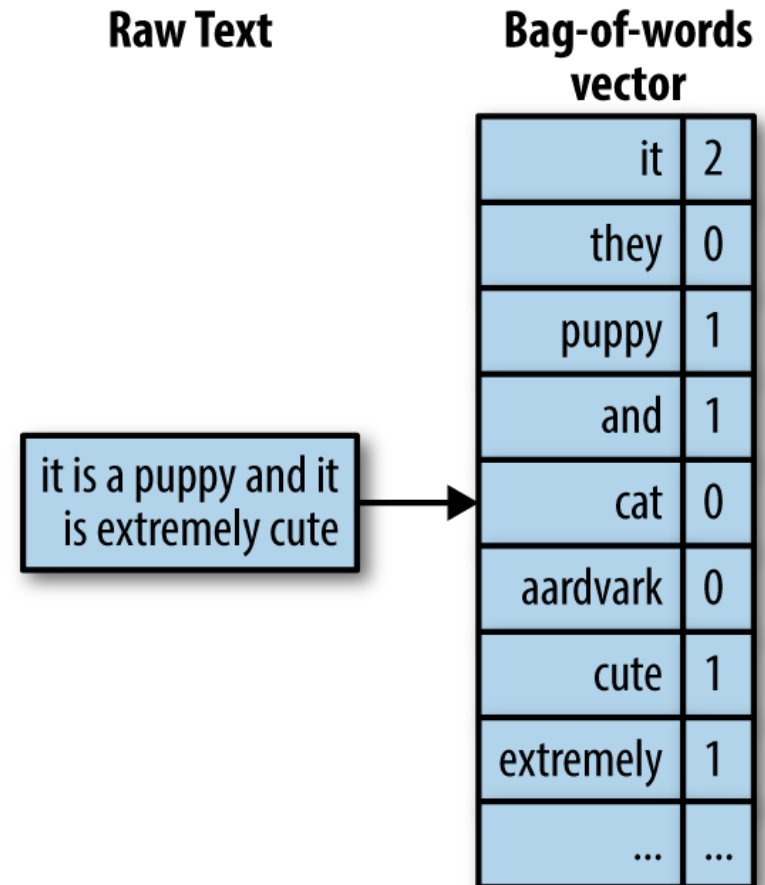 Raw Text
Bag-of-words
vector
it is a puppy and it
is extremely cute
it 2
they 0
puppy 1
and 1
cat 0
aardvark 0
cute 1
extremely 1
... ...